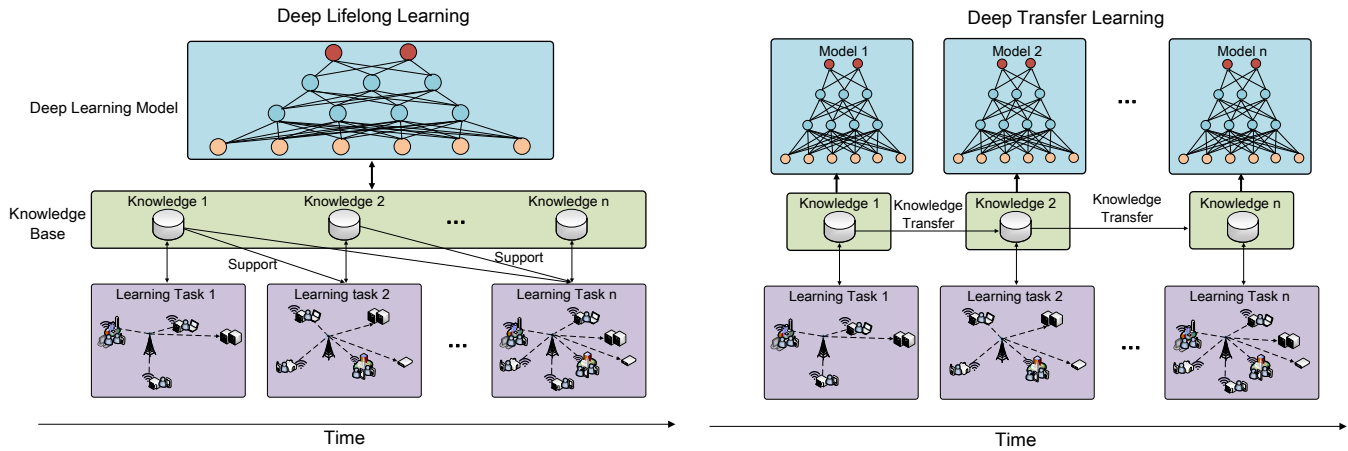 Deep Lifelong Learning
Deep Learning Model
Knowledge
Base
Knowledge 1
Knowledge 2
...
Knowledge n
Support
Support
Learning Task 1
Learning task 2
...
Learning Task n
Time
Deep Transfer Learning
Model 1
Model 2
...
Model n
Knowledge 1
Knowledge
Transfer
Knowledge 2
Knowledge
Transfer
Knowledge n
Learning Task 1
Learning task 2
...
Learning Task n
Time